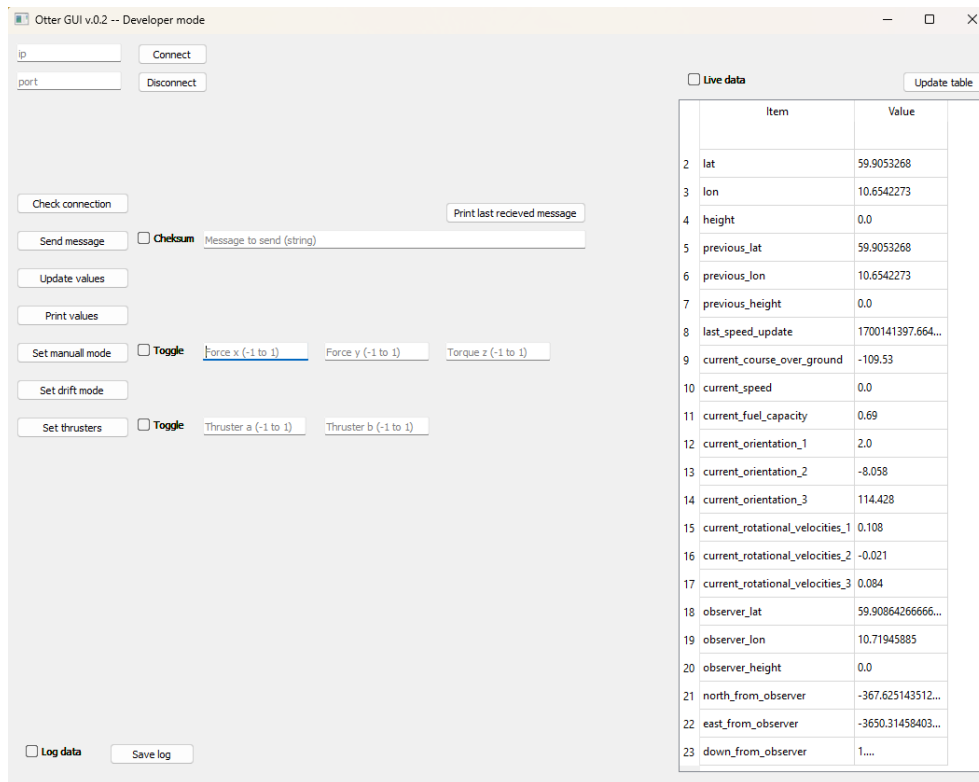 Otter GUI v.0.2 -- Developer mode
ip
Connect
port
Disconnect
Live data
Update table
Item Value
2 lat 59.9053268
3 lon 10.6542273
4 height 0.0
5 previous_lat 59.9053268
6 previous_lon 10.6542273
7 previous_height 0.0
8 last_speed_update 1700141397.664...
9 current_course_over_ground -109.53
10 current_speed 0.0
11 current_fuel_capacity 0.69
12 current_orientation_1 2.0
13 current_orientation_2 -8.058
14 current_orientation_3 114.428
15 current_rotational_velocities_1 0.108
16 current_rotational_velocities_2 -0.021
17 current_rotational_velocities_3 0.084
18 observer_lat 59.90864266666...
19 observer_lon 10.71945885
20 observer_height 0.0
21 north_from_observer -367.625143512...
22 east_from_observer -3650.31458403...
23 down_from_observer 1....
Check connection
Print last recieved message
Send message Cheksum Message to send (string)
Update values
Print values
Set manuall mode Toggle Force x (-1 to 1) Force y (-1 to 1) Torque z (-1 to 1)
Set drift mode
Set thrusters Toggle Thruster a (-1 to 1) Thruster b (-1 to 1)
Log data Save log